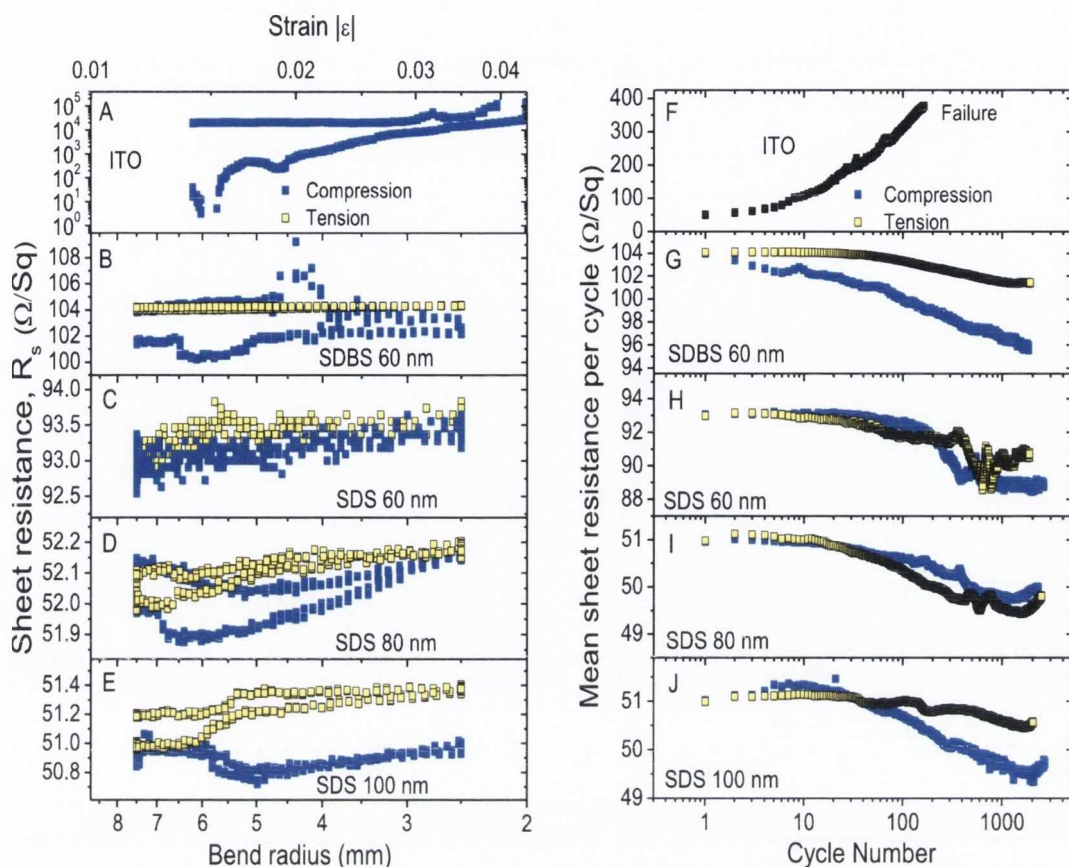 Strain |ε|
0.01 0.02 0.03 0.04
Sheet resistance, Rs (Ω/Sq)
A
10^5
10^4
10^3
10^2
10^1
10^0
ITO
Compression
Tension
B
108
106
104
102
100
SDBS 60 nm
C
94.0
93.5
93.0
92.5
SDS 60 nm
D
52.2
52.1
52.0
51.9
SDS 80 nm
E
51.4
51.2
51.0
50.8
SDS 100 nm
8 7 6 5 4 3 2
Bend radius (mm)
Mean sheet resistance per cycle (Ω/Sq)
F
400
300
200
100
0
ITO
Failure
Compression
Tension
G
104
102
100
98
96
94
SDBS 60 nm
H
94
92
90
88
SDS 60 nm
I
51
50
49
SDS 80 nm
J
51
50
49
SDS 100 nm
1 10 100 1000
Cycle Number